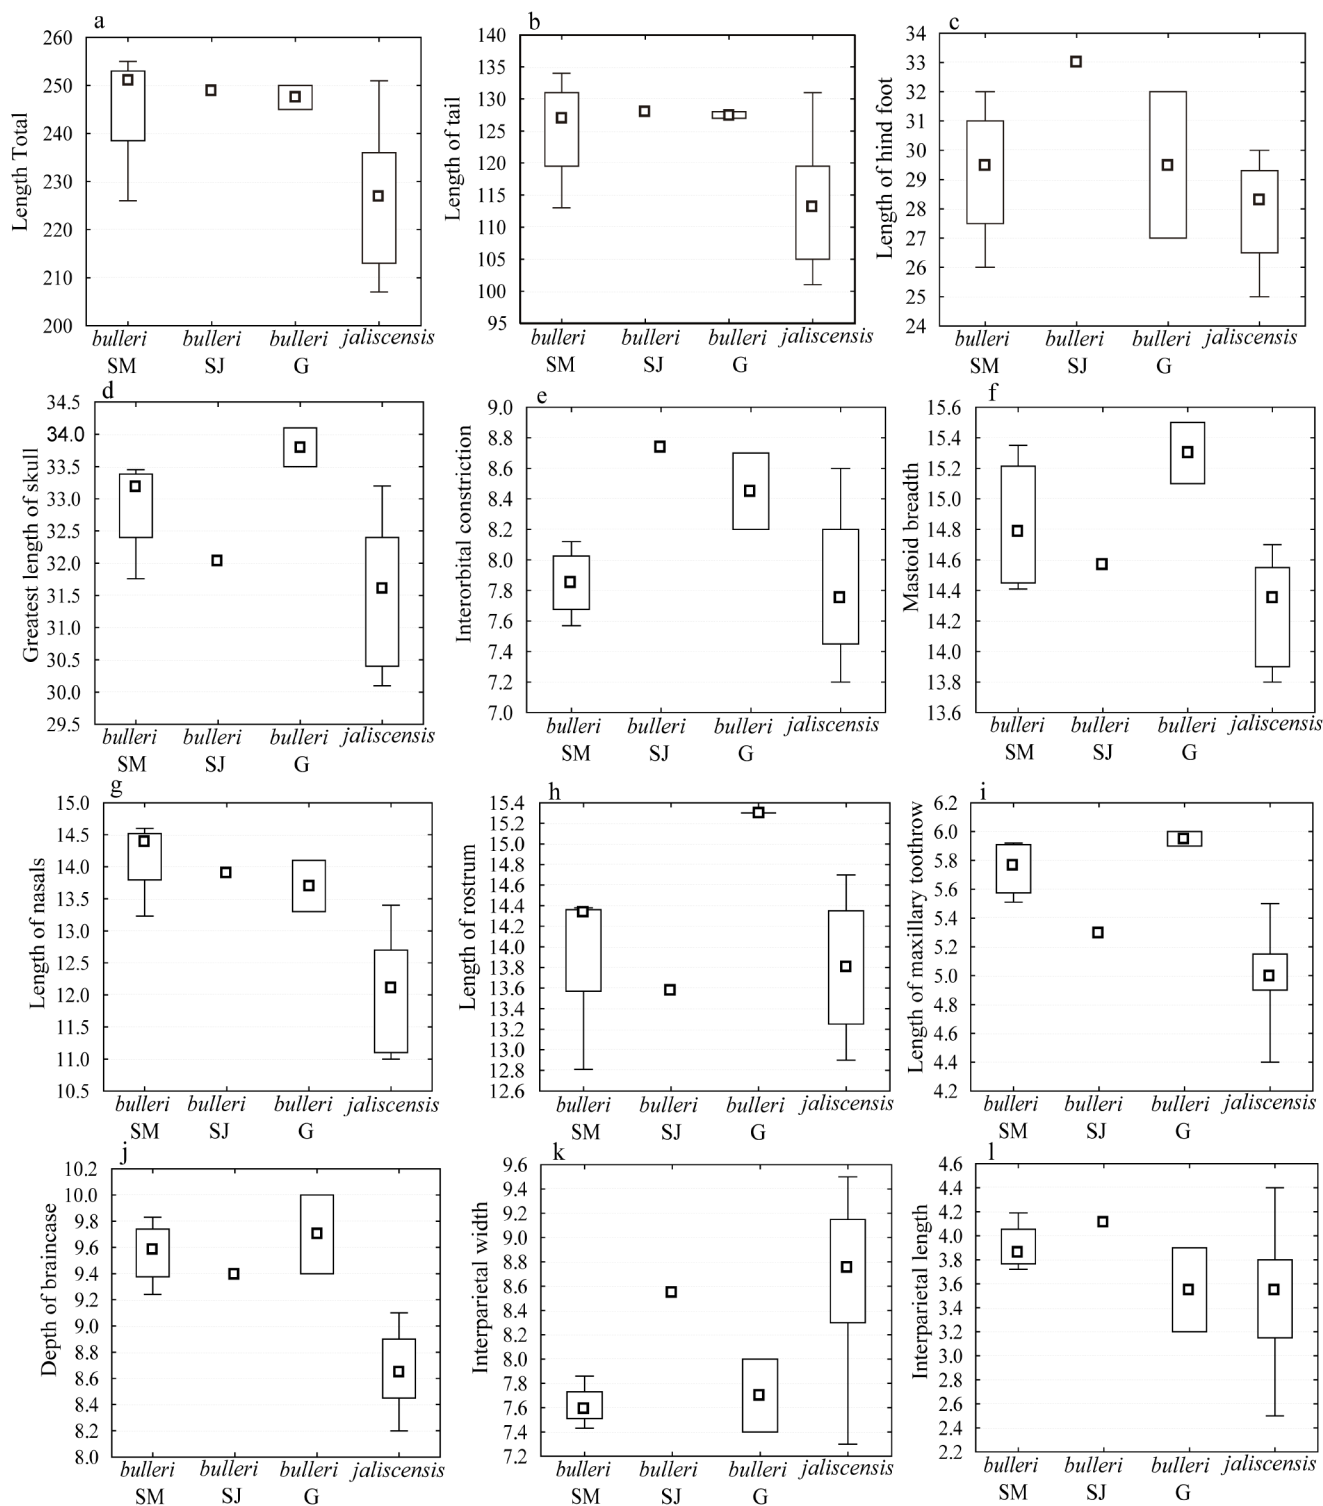 a
Length Total
260
250
240
230
220
210
200
bulleri bulleri bulleri jaliscensis
SM SJ G
b
Length of tail
140
135
130
125
120
115
110
105
100
95
bulleri bulleri bulleri jaliscensis
SM SJ G
c
Length of hind foot
34
33
32
31
30
29
28
27
26
25
24
bulleri bulleri bulleri jaliscensis
SM SJ G
d
Greatest length of skull
34.5
34.0
33.5
33.0
32.5
32.0
31.5
31.0
30.5
30.0
29.5
bulleri bulleri bulleri jaliscensis
SM SJ G
e
Interorbital constriction
9.0
8.8
8.6
8.4
8.2
8.0
7.8
7.6
7.4
7.2
7.0
bulleri bulleri bulleri jaliscensis
SM SJ G
f
Mastoid breadth
15.6
15.4
15.2
15.0
14.8
14.6
14.4
14.2
14.0
13.8
13.6
bulleri bulleri bulleri jaliscensis
SM SJ G
g
Length of nasals
15.0
14.5
14.0
13.5
13.0
12.5
12.0
11.5
11.0
10.5
bulleri bulleri bulleri jaliscensis
SM SJ G
h
Length of rostrum
15.4
15.2
15.0
14.8
14.6
14.4
14.2
14.0
13.8
13.6
13.4
13.2
13.0
12.8
12.6
bulleri bulleri bulleri jaliscensis
SM SJ G
i
Length of maxillary toothrow
6.2
6.0
5.8
5.6
5.4
5.2
5.0
4.8
4.6
4.4
4.2
bulleri bulleri bulleri jaliscensis
SM SJ G
j
Depth of braincase
10.2
10.0
9.8
9.6
9.4
9.2
9.0
8.8
8.6
8.4
8.2
8.0
bulleri bulleri bulleri jaliscensis
SM SJ G
k
Interparietal width
9.6
9.4
9.2
9.0
8.8
8.6
8.4
8.2
8.0
7.8
7.6
7.4
7.2
bulleri bulleri bulleri jaliscensis
SM SJ G
l
Interparietal length
4.6
4.4
4.2
4.0
3.8
3.6
3.4
3.2
3.0
2.8
2.6
2.4
2.2
bulleri bulleri bulleri jaliscensis
SM SJ G